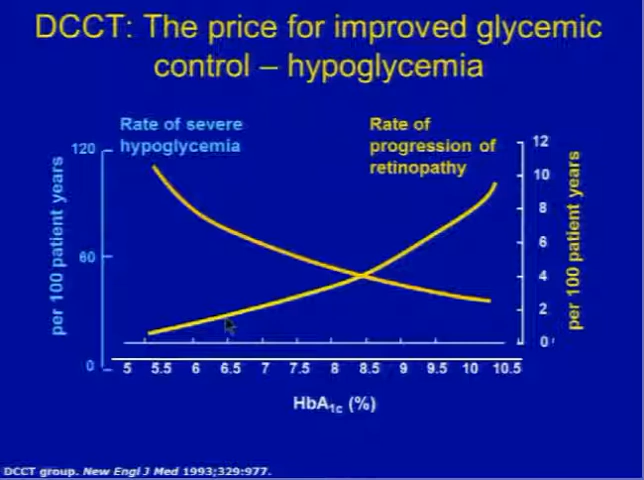 DCCT: The price for improved glycemic
control – hypoglycemia
Rate of severe
hypoglycemia
Rate of
progression of
retinopathy
120
60
0
per 100 patient years
12
10
8
6
4
2
0
per 100 patient years
5 5.5 6 6.5 7 7.5 8 8.5 9 9.5 10 10.5
HbA1c (%)
DCCT group. New Engl J Med 1993;329:977.